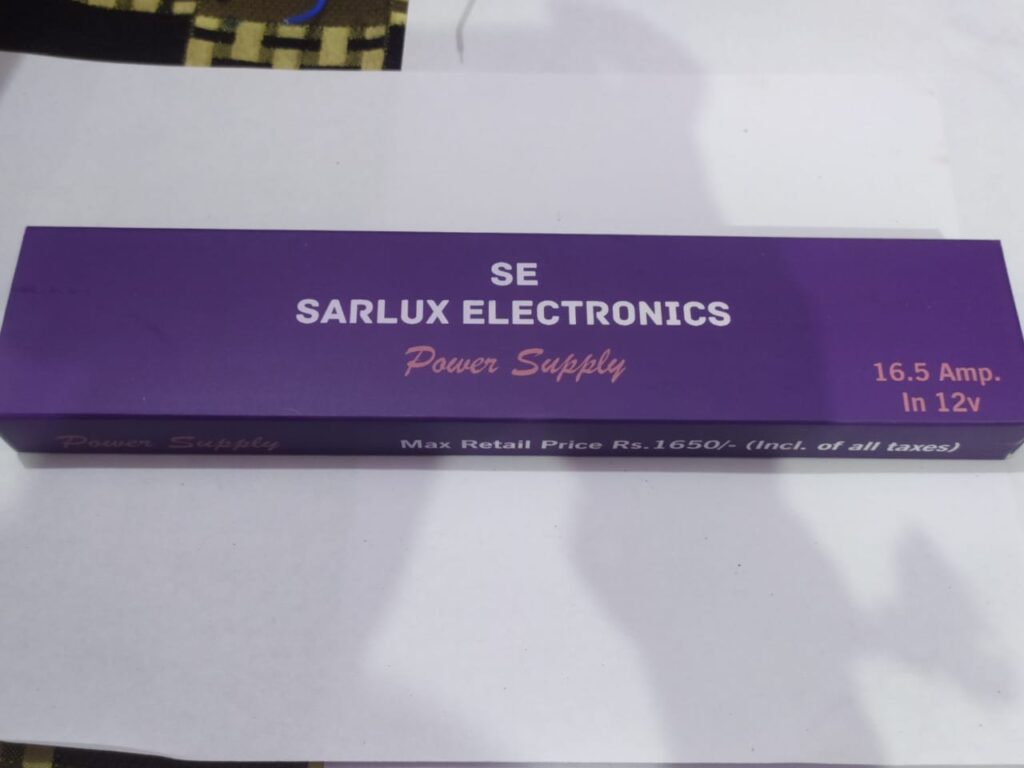 SE
SARLUX ELECTRONICS
Power Supply
16.5 Amp.
In 12v
Power Supply
Max Retail Price Rs.1650/- (Incl. of all taxes)